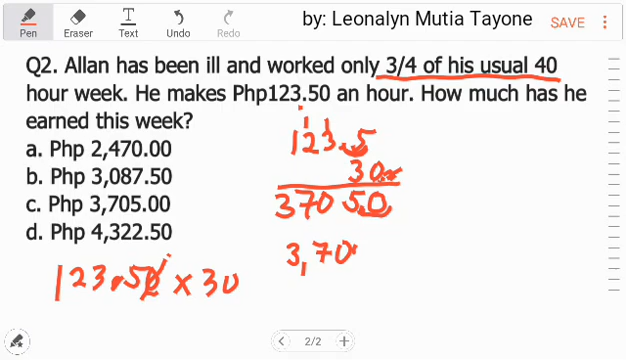 by: Leonalyn Mutia Tayone
SAVE
Pen Eraser Text Undo Redo
Q2. Allan has been ill and worked only 3/4 of his usual 40
hour week. He makes Php123.50 an hour. How much has he
earned this week?
a. Php 2,470.00
b. Php 3,087.50
c. Php 3,705.00
d. Php 4,322.50
123.5
30
370 50
3,70
123.50 x 30
2/2